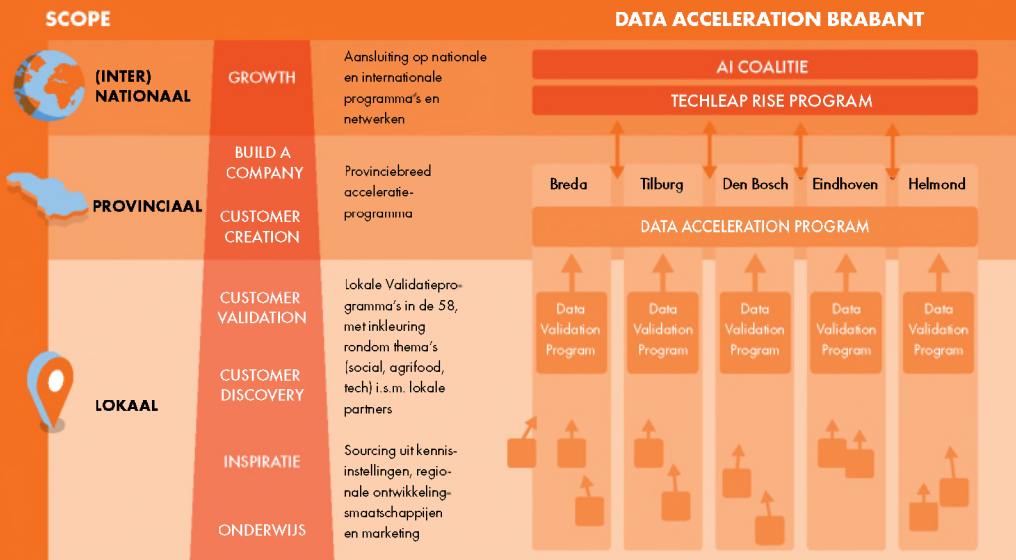 SCOPE
DATA ACCELERATION BRABANT
(INTER)
NATIONAAL
GROWTH
Aansluiting op nationale
en internationale
programma's en
netwerken
AI COALITIE
TECHLEAP RISE PROGRAM
PROVINCIAAL
BUILD A
COMPANY
CUSTOMER
CREATION
Provinciebreed
acceleratie-
programma
Breda
Tilburg
Den Bosch
Eindhoven
Helmond
DATA ACCELERATION PROGRAM
LOKAAL
CUSTOMER
VALIDATION
CUSTOMER
DISCOVERY
INSPIRATIE
ONDERWIJS
Lokale Validatiepro-
gramma's in de 58,
met inkleuring
rondom thema's
(social, agrifood,
tech) i.s.m. lokale
partners
Sourcing uit kennis-
instellingen, regio-
nale ontwikkeling-
smaatschappijen
en marketing
Data
Validation
Program
Data
Validation
Program
Data
Validation
Program
Data
Validation
Program
Data
Validation
Program